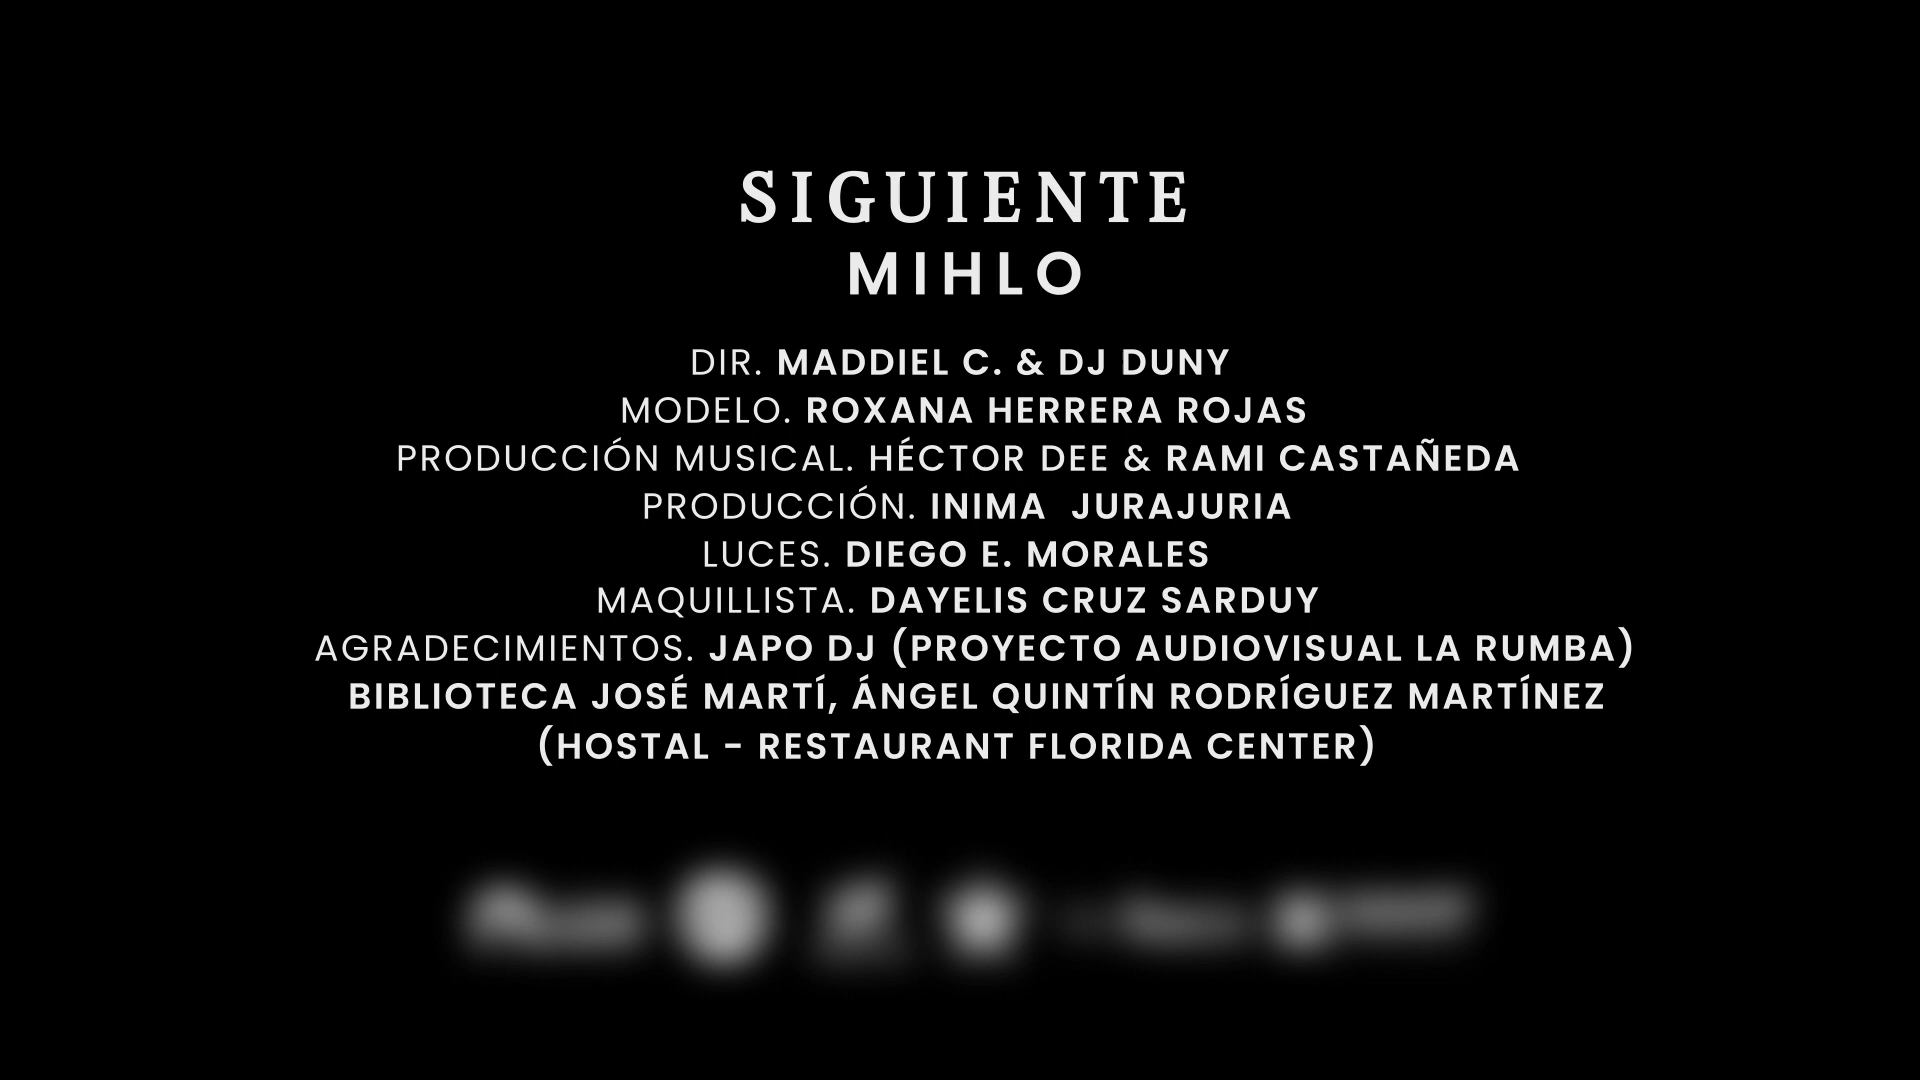 SIGUIENTE
MIHLO
DIR. MADDIEL C. & DJ DUNY
MODELO. ROXANA HERRERA ROJAS
PRODUCCIÓN MUSICAL. HÉCTOR DEE & RAMI CASTAÑEDA
PRODUCCIÓN. INIMA JURAJURIA
LUCES. DIEGO E. MORALES
MAQUILLISTA. DAYELIS CRUZ SARDUY
AGRADECIMIENTOS. JAPO DJ (PROYECTO AUDIOVISUAL LA RUMBA)
BIBLIOTECA JOSÉ MARTÍ, ÁNGEL QUINTÍN RODRÍGUEZ MARTÍNEZ
(HOSTAL - RESTAURANT FLORIDA CENTER)